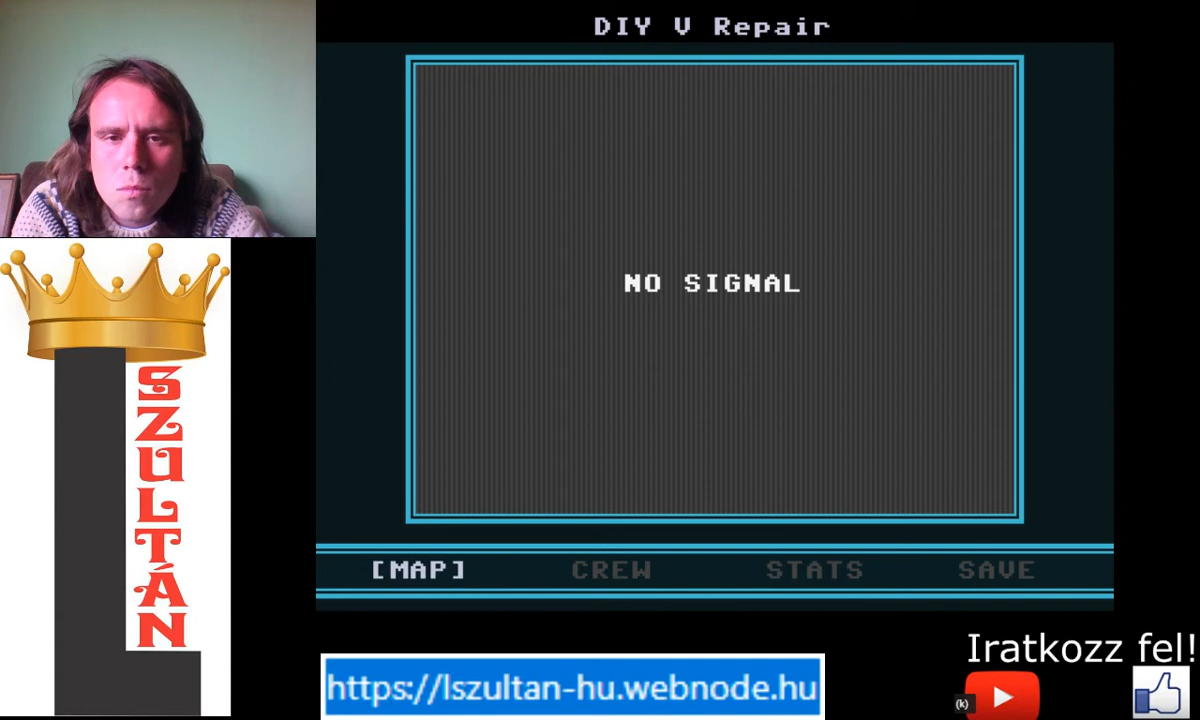 DIY V Repair
NO SIGNAL
[MAP] CREW STATS SAVE
SZULTÁN
https://lszultan-hu.webnode.hu
Iratkozz fel!
(k)